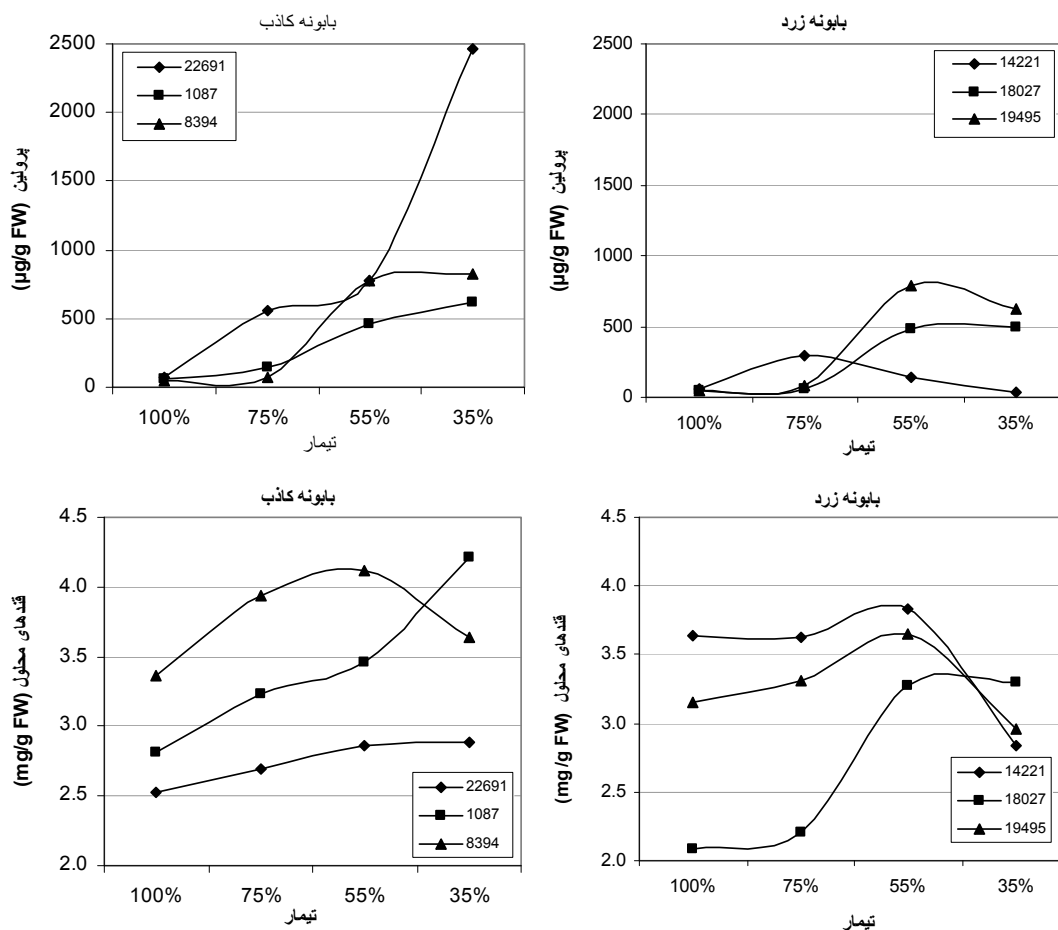 بابونه کاذب
2500
2000
1500
1000
500
0
پرولین (µg/g FW)
22691
1087
8394
100% 75% 55% 35%
تیمار
بابونه زرد
2500
2000
1500
1000
500
0
پرولین (µg/g FW)
14221
18027
19495
100% 75% 55% 35%
تیمار
بابونه کاذب
4.5
4.0
3.5
3.0
2.5
2.0
قندهای محلول (mg/g FW)
22691
1087
8394
100% 75% 55% 35%
تیمار
بابونه زرد
4.5
4.0
3.5
3.0
2.5
2.0
قندهای محلول (mg/g FW)
14221
18027
19495
100% 75% 55% 35%
تیمار